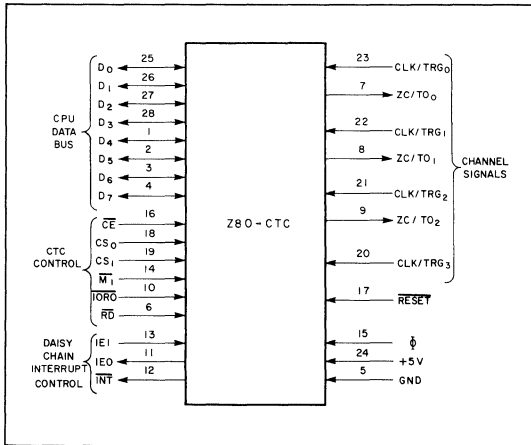 CPU
DATA
BUS
D0 25
D1 26
D2 27
D3 28
D4 1
D5 2
D6 3
D7 4
CTC
CONTROL
CE 16
CS0 18
CS1 19
M1 14
IORQ 10
RD 6
DAISY
CHAIN
INTERRUPT
CONTROL
IEI 13
IEO 11
INT 12
Z80-CTC
23 CLK/TRG0
7 ZC/TO0
22 CLK/TRG1
8 ZC/TO1
21 CLK/TRG2
9 ZC/TO2
20 CLK/TRG3
CHANNEL
SIGNALS
17 RESET
15 Φ
24 +5V
5 GND